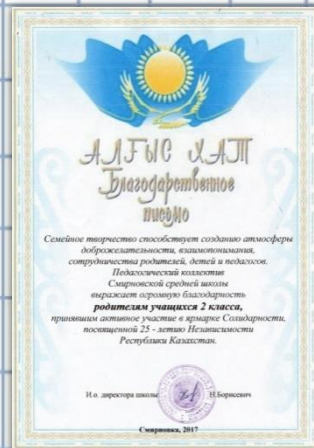 АЛҒЫС ХАТ
Благодарственное
письмо
Семейное творчество способствует созданию атмосферы
доброжелательности, взаимопонимания,
сотрудничества родителей, детей и педагогов.
Педагогический коллектив
Смирновской средней школы
выражает огромную благодарность
родителям учащихся 2 класса,
принявшим активное участие в ярмарке Солидарности,
посвященной 25 - летию Независимости
Республики Казахстан.
И.о. директора школы Н.Борисевич
Смирновка, 2017